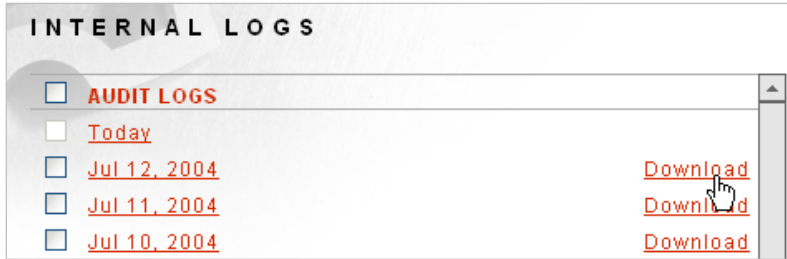 INTERNAL LOGS
AUDIT LOGS
Today
Jul 12, 2004 Download
Jul 11, 2004 Download
Jul 10, 2004 Download